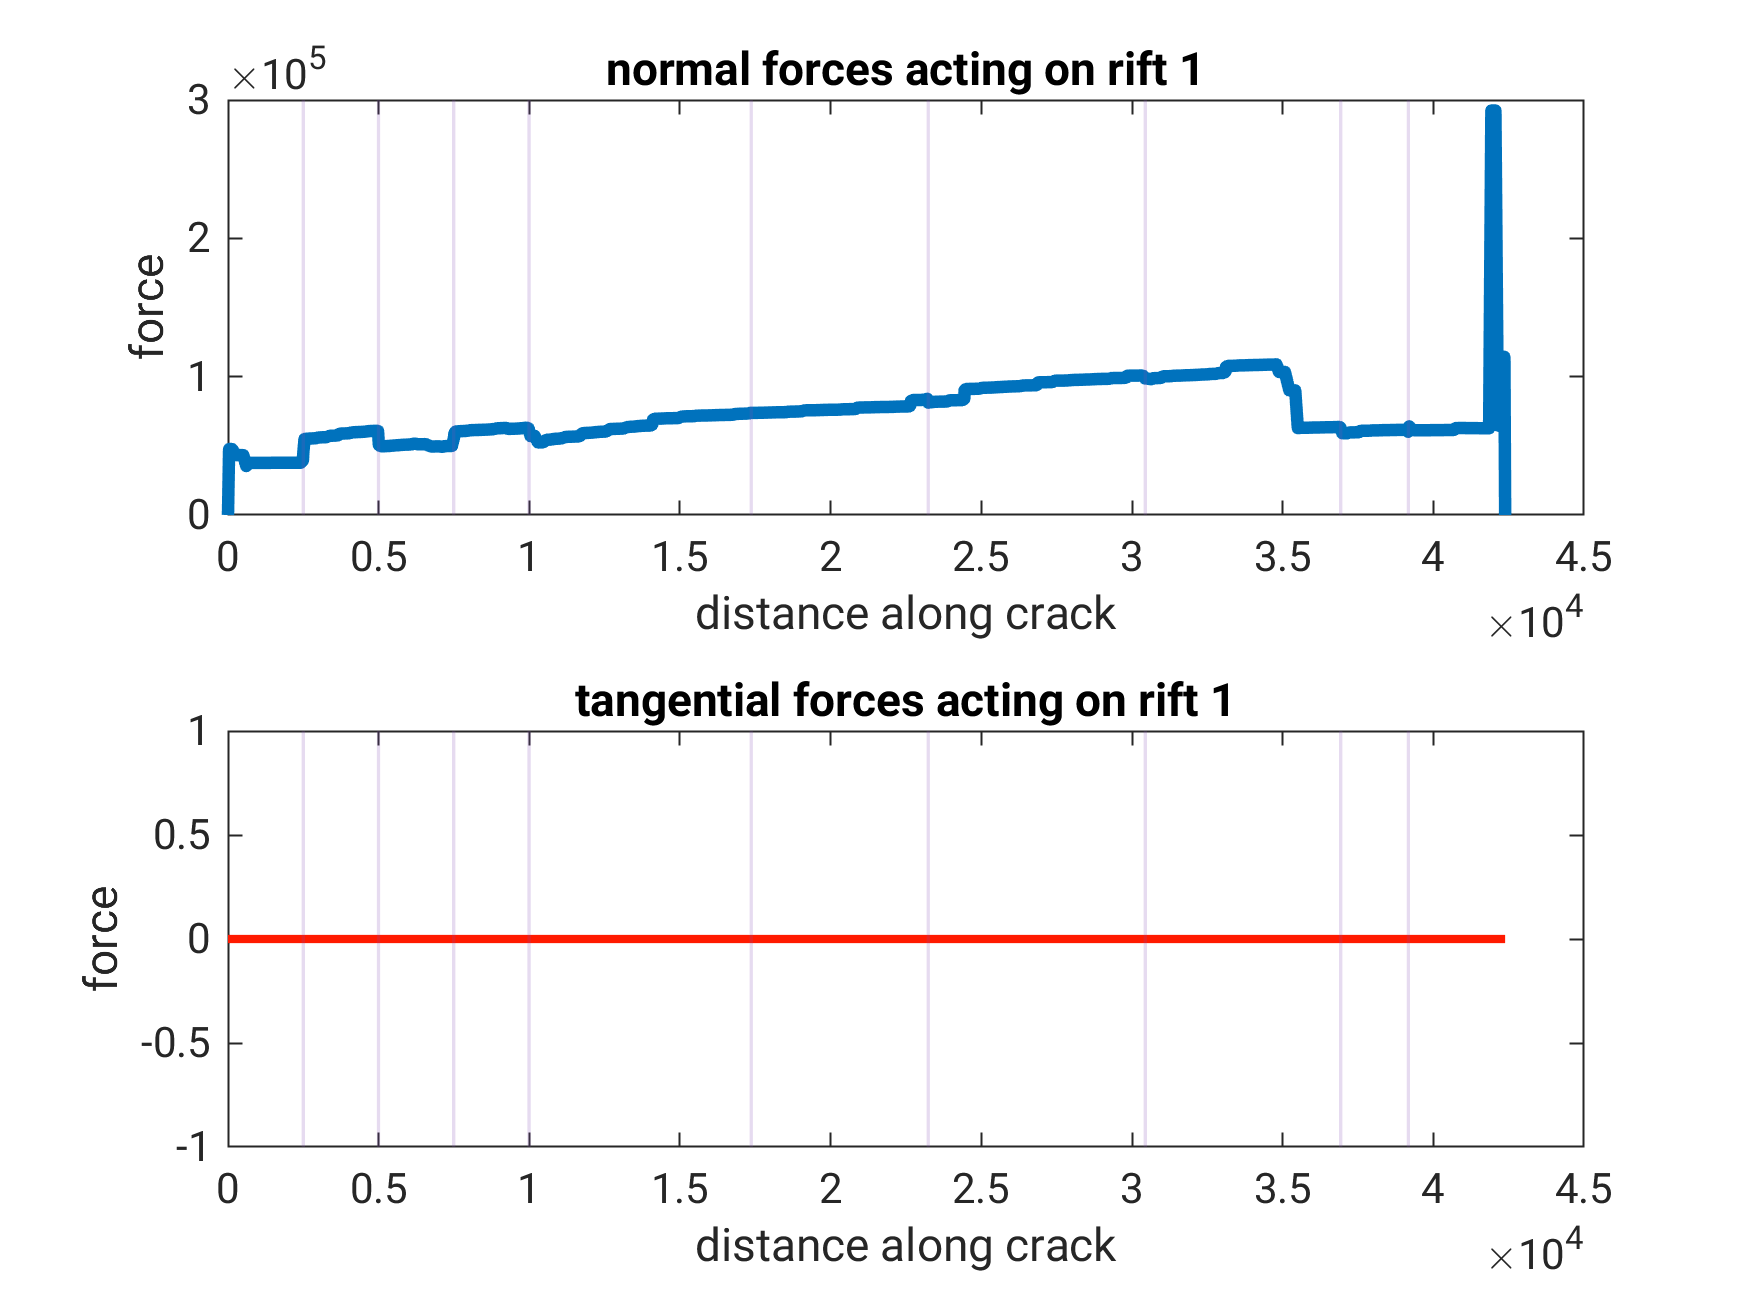 ×10^5
normal forces acting on rift 1
3
2
1
0
force
0 0.5 1 1.5 2 2.5 3 3.5 4 4.5
distance along crack
×10^4
tangential forces acting on rift 1
1
0.5
0
-0.5
-1
force
0 0.5 1 1.5 2 2.5 3 3.5 4 4.5
distance along crack
×10^4